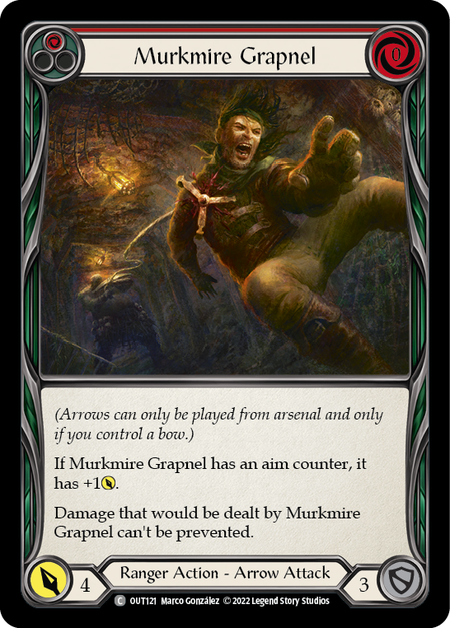 Murkmire Grapnel
0
(Arrows can only be played from arsenal and only
if you control a bow.)
If Murkmire Grapnel has an aim counter, it
has +1.
Damage that would be dealt by Murkmire
Grapnel can't be prevented.
4
Ranger Action - Arrow Attack
3
C OUT121 Marco González © 2022 Legend Story Studios